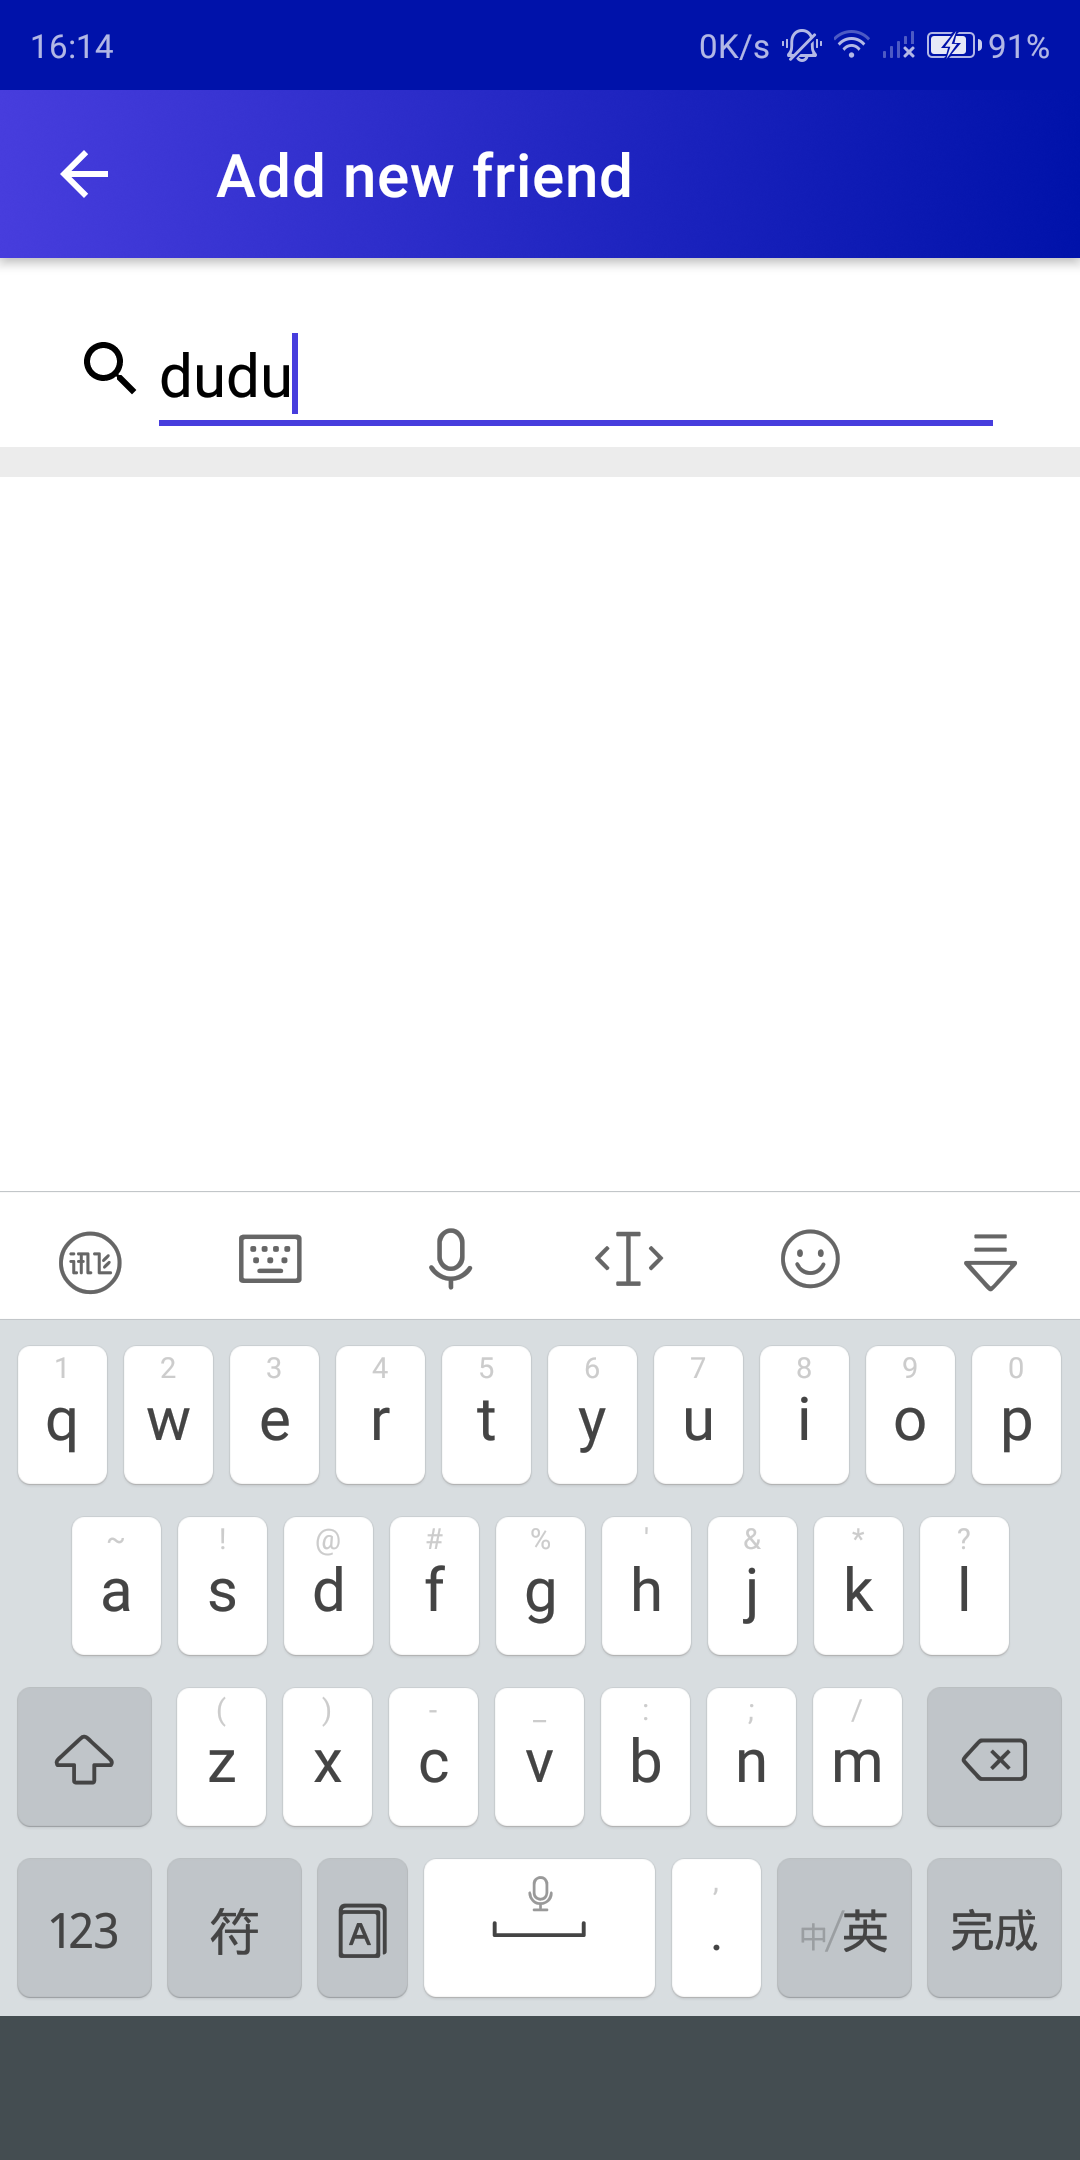 16:14 0K/s 91%
Add new friend
dudu
讯飞
1 2 3 4 5 6 7 8 9 0
q w e r t y u i o p
~ ! @ # % ' & * ?
a s d f g h j k l
( ) - _ : ; /
z x c v b n m
123 符 A , . 中/英 完成